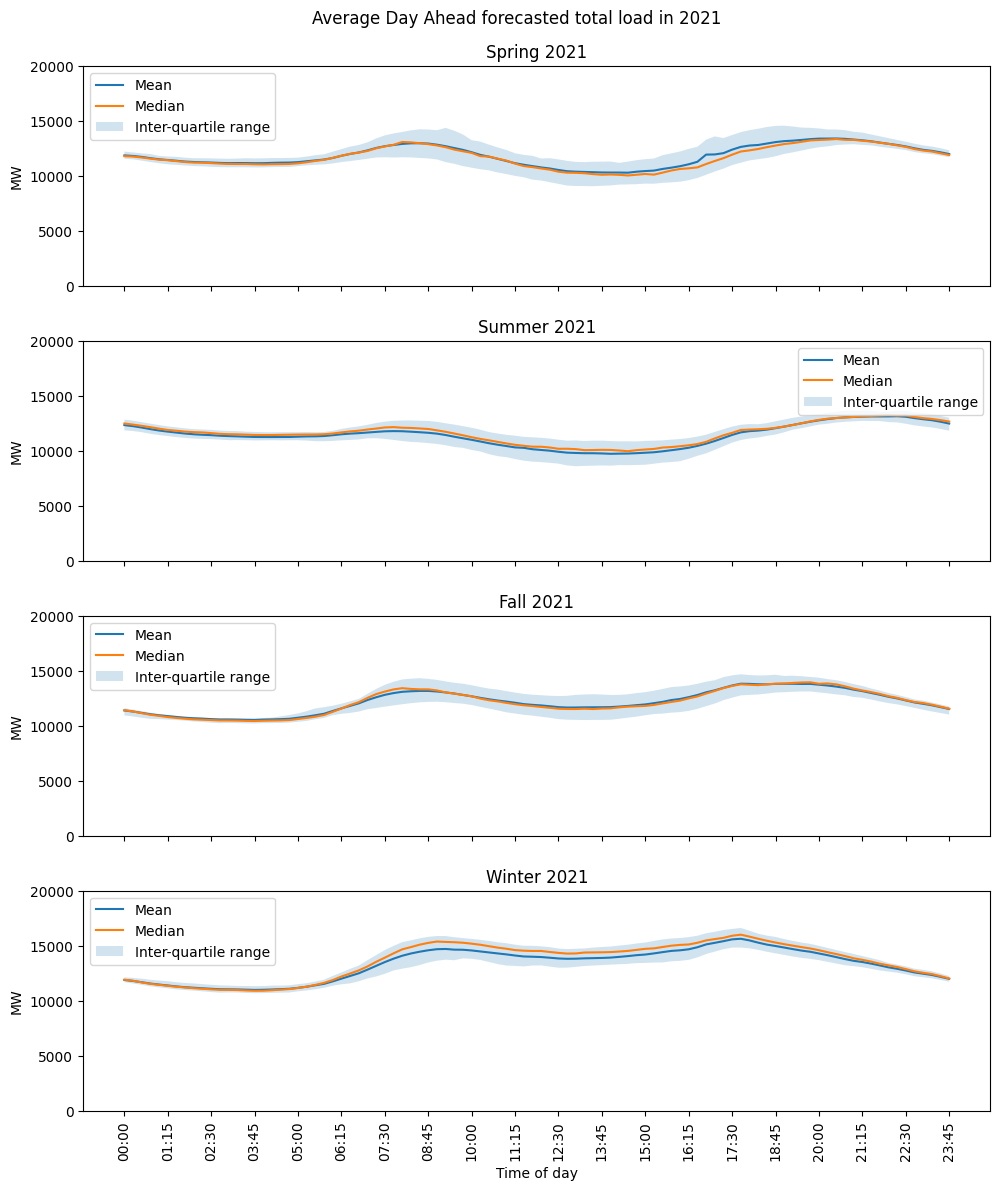 Average Day Ahead forecasted total load in 2021
Spring 2021
20000
15000
10000
5000
0
MW
Mean
Median
Inter-quartile range
Summer 2021
20000
15000
10000
5000
0
MW
Mean
Median
Inter-quartile range
Fall 2021
20000
15000
10000
5000
0
MW
Mean
Median
Inter-quartile range
Winter 2021
20000
15000
10000
5000
0
MW
Mean
Median
Inter-quartile range
00:00
01:15
02:30
03:45
05:00
06:15
07:30
08:45
10:00
11:15
12:30
13:45
15:00
16:15
17:30
18:45
20:00
21:15
22:30
23:45
Time of day